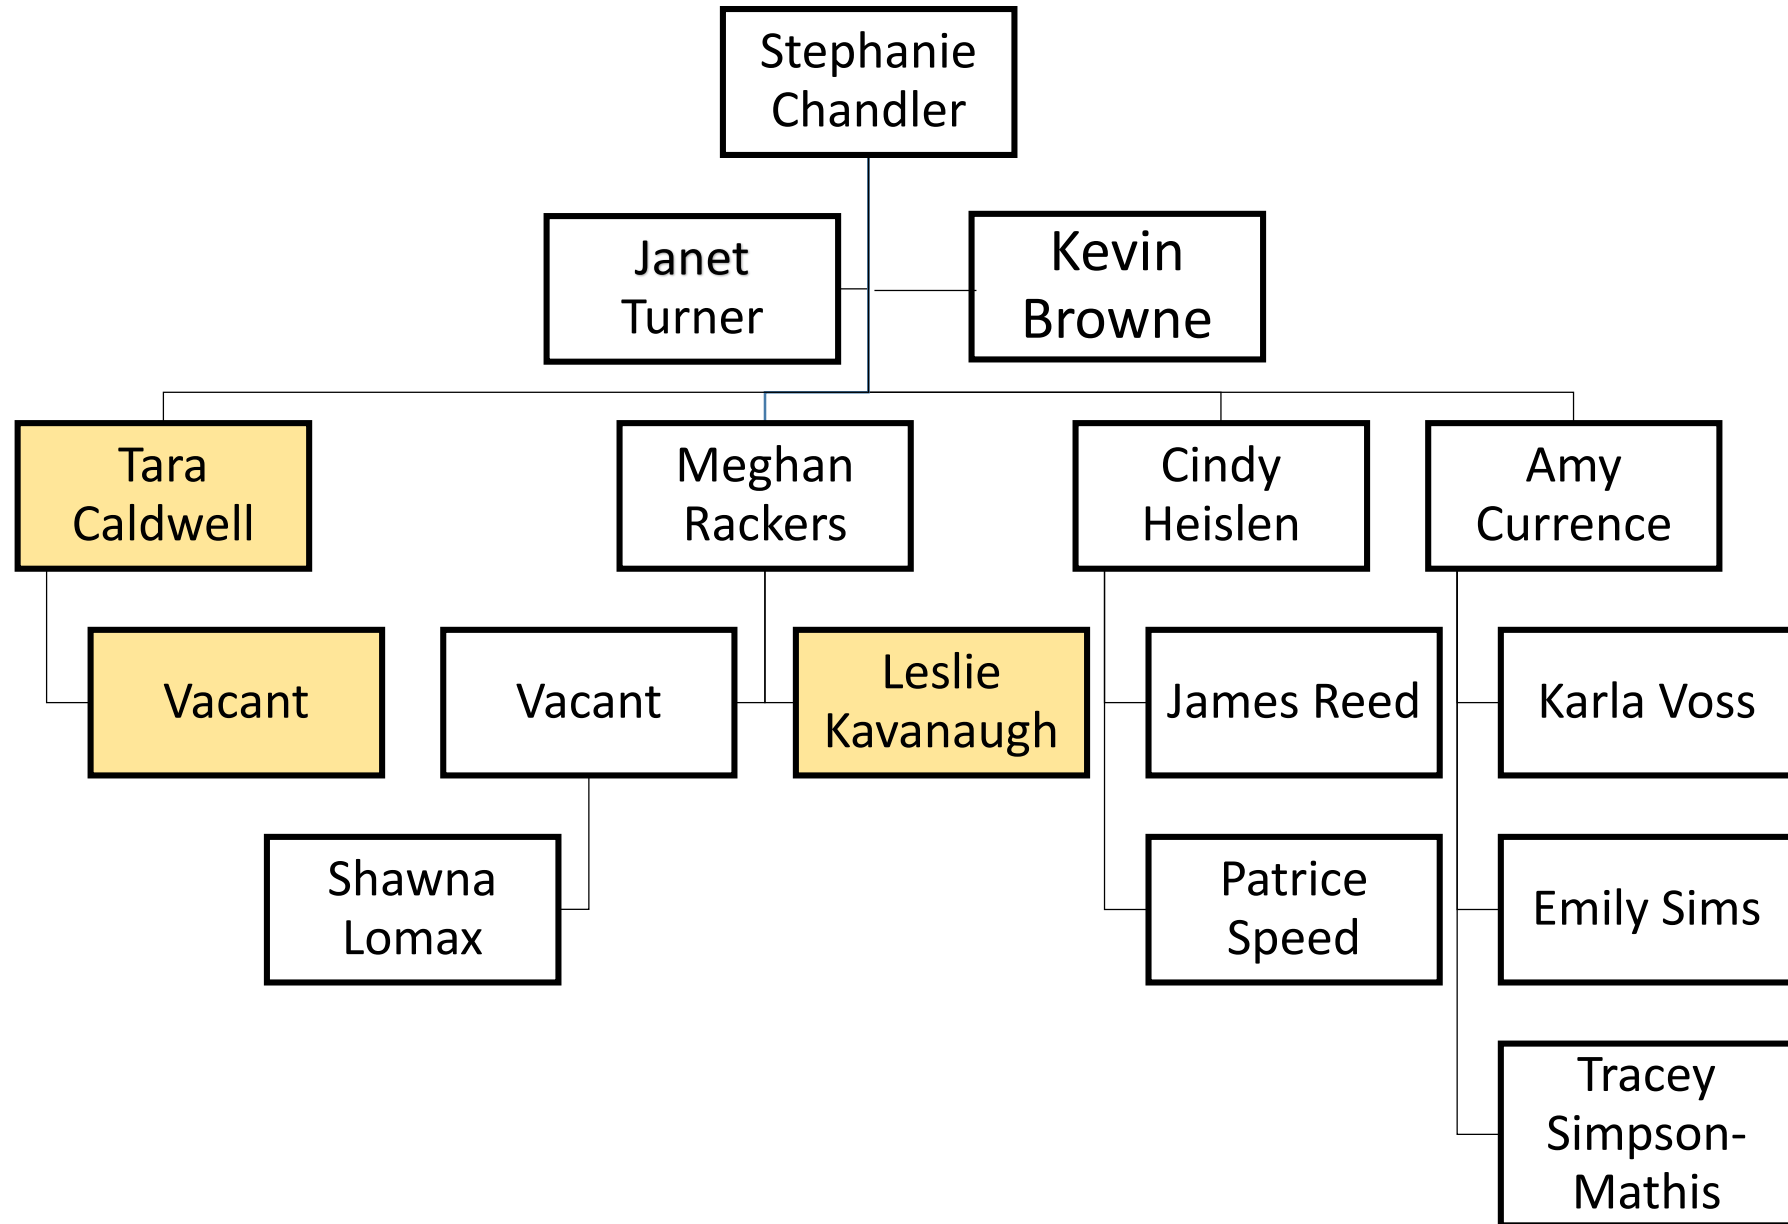 Stephanie
Chandler
Janet
Turner
Kevin
Browne
Tara
Caldwell
Meghan
Rackers
Cindy
Heislen
Amy
Currence
Vacant
Vacant
Leslie
Kavanaugh
James Reed
Karla Voss
Shawna
Lomax
Patrice
Speed
Emily Sims
Tracey
Simpson-
Mathis